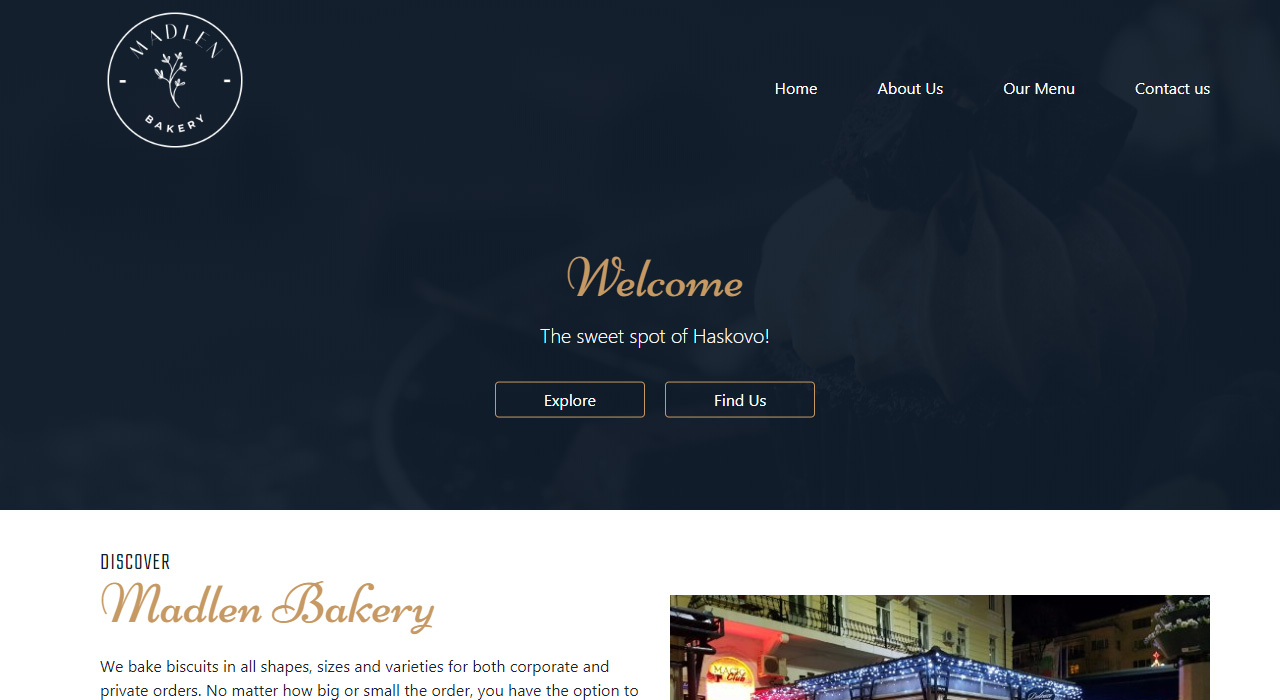 MADLEN
BAKERY
Home About Us Our Menu Contact us
Welcome
The sweet spot of Haskovo!
Explore Find Us
DISCOVER
Madlen Bakery
We bake biscuits in all shapes, sizes and varieties for both corporate and
private orders. No matter how big or small the order, you have the option to
Club